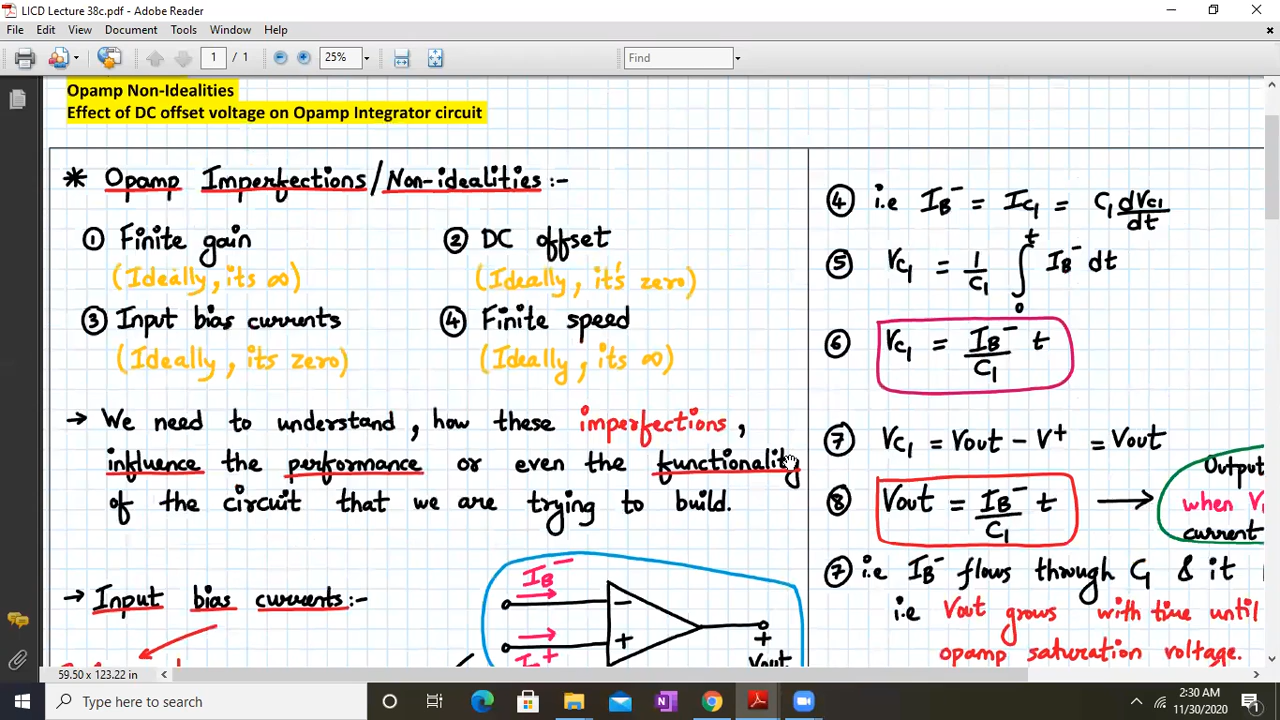 LICD Lecture 38c.pdf - Adobe Reader
File Edit View Document Tools Window Help
1 / 1 25% Find
Opamp Non-Idealities
Effect of DC offset voltage on Opamp Integrator circuit
* Opamp Imperfections/Non-idealities :-
① Finite gain
(Ideally, its ∞)
② DC offset
(Ideally, it's zero)
③ Input bias currents
(Ideally, its zero)
④ Finite speed
(Ideally, its ∞)
→ We need to understand, how these imperfections,
influence the performance or even the functionality
of the circuit that we are trying to build.
→ Input bias currents:-
IB⁻
I⁺
−
+
+
Vout
④ i.e IB⁻ = IC1 = C1 dVC1/dt
⑤ VC1 = 1/C1 ∫₀ᵗ IB⁻ dt
⑥ VC1 = IB⁻/C1 t
⑦ VC1 = Vout − V⁺ = Vout
⑧ Vout = IB⁻/C1 t →
Output
when
current
⑦ i.e IB⁻ flows through C1 & it
i.e Vout grows with time until
opamp saturation voltage.
59.50 x 123.22 in
Type here to search
2:30 AM
11/30/2020